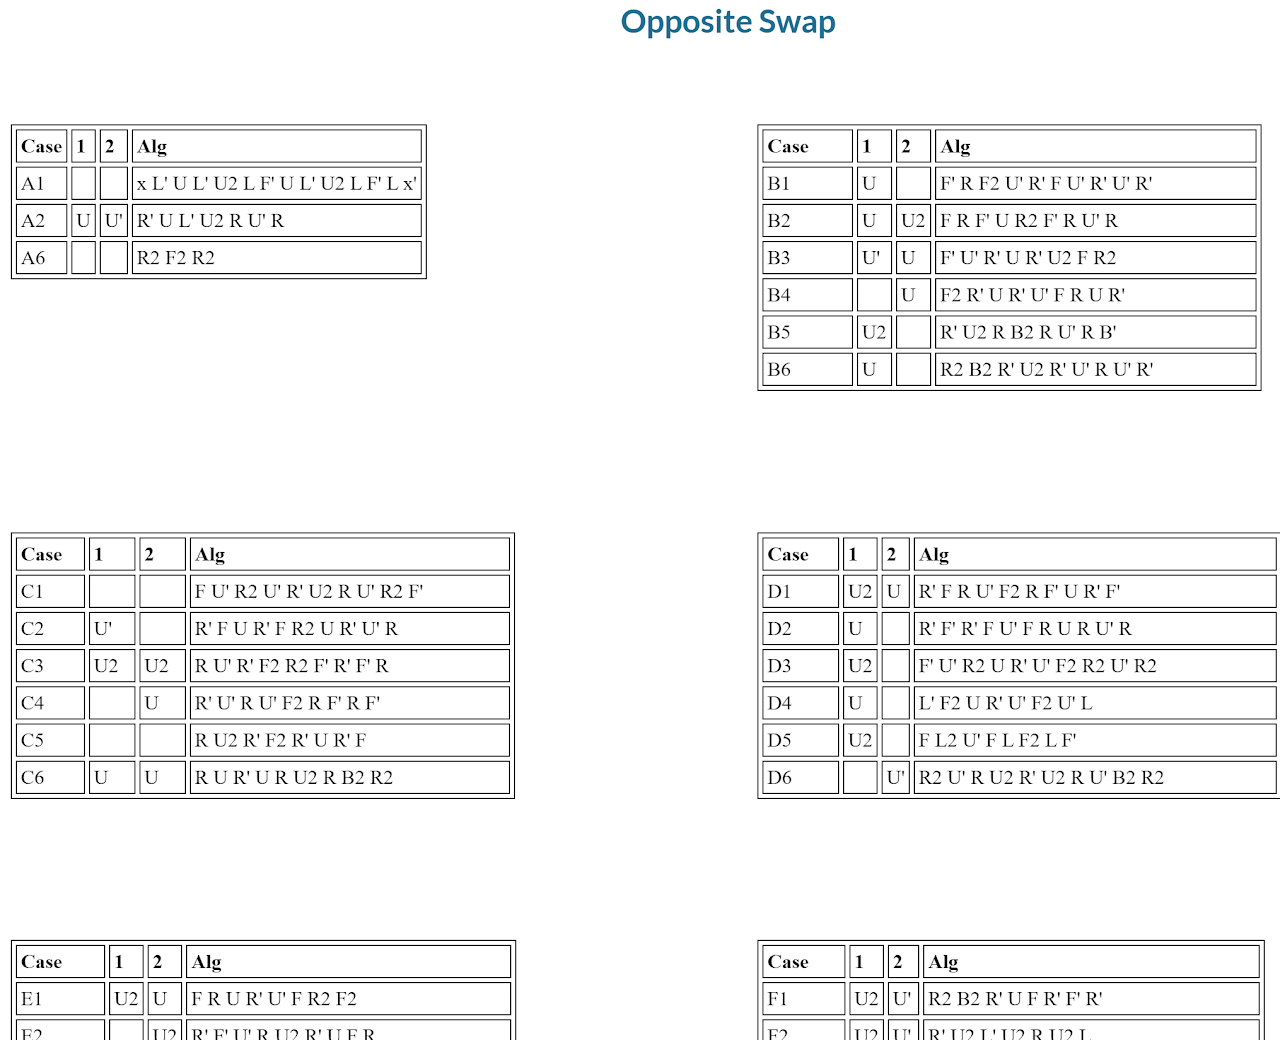 Opposite Swap
Case 1 2 Alg
A1 x L' U L' U2 L F' U L' U2 L F' L x'
A2 U U' R' U L' U2 R U' R
A6 R2 F2 R2
Case 1 2 Alg
B1 U F' R F2 U' R' F U' R' U' R'
B2 U U2 F R F' U R2 F' R U' R
B3 U' U F' U' R' U R' U2 F R2
B4 U F2 R' U R' U' F R U R'
B5 U2 R' U2 R B2 R U' R B'
B6 U R2 B2 R' U2 R' U' R U' R'
Case 1 2 Alg
C1 F U' R2 U' R' U2 R U' R2 F'
C2 U' R' F U R' F R2 U R' U' R
C3 U2 U2 R U' R' F2 R2 F' R' F' R
C4 U R' U' R U' F2 R F' R F'
C5 R U2 R' F2 R' U R' F
C6 U U R U R' U R U2 R B2 R2
Case 1 2 Alg
D1 U2 U R' F R U' F2 R F' U R' F'
D2 U R' F' R' F U' F R U R U' R
D3 U2 F' U' R2 U R' U' F2 R2 U' R2
D4 U L' F2 U R' U' F2 U' L
D5 U2 F L2 U' F L F2 L F'
D6 U' R2 U' R U2 R' U2 R U' B2 R2
Case 1 2 Alg
E1 U2 U F R U R' U' F R2 F2
E2 U2 R' F' U' R U2 R' U F R
Case 1 2 Alg
F1 U2 U' R2 B2 R' U F R' F' R'
F2 U2 U' R' U2 L' U2 R U2 L